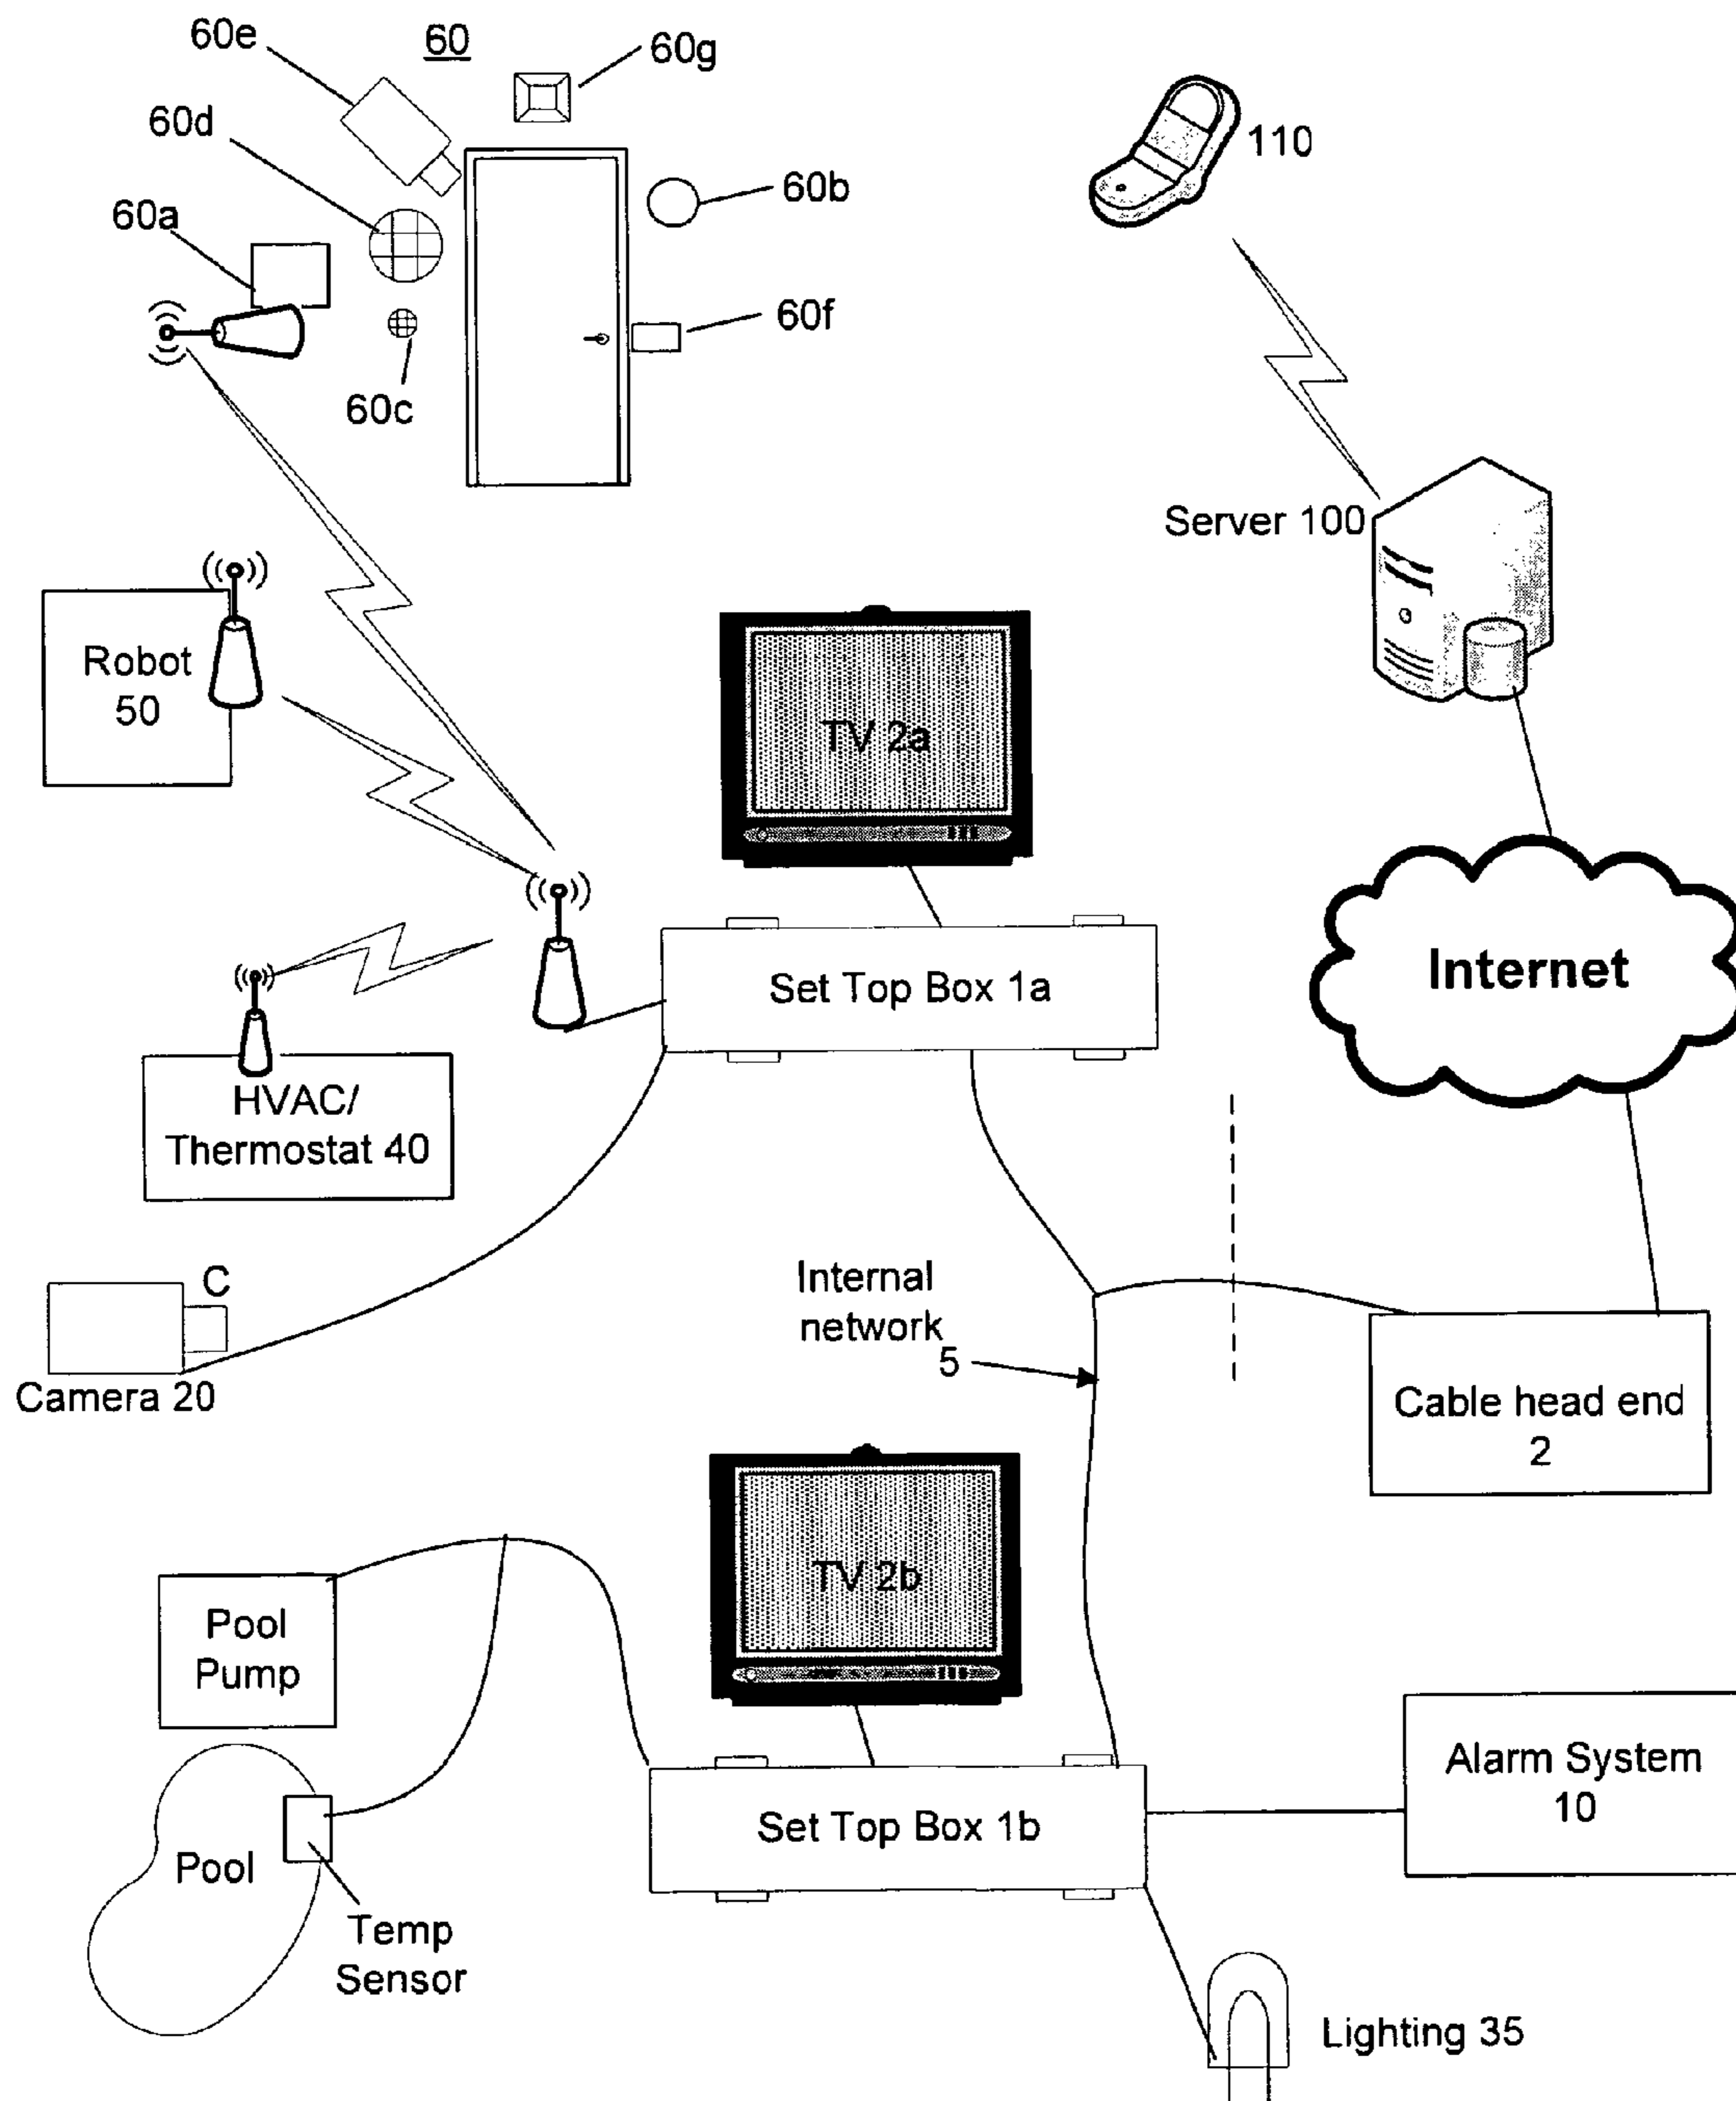 60e
60
60g
60d
110
60b
60a
60f
60c
Server 100
Robot
50
TV 2a
Internet
Set Top Box 1a
HVAC/
Thermostat 40
C
Internal
network
5
Camera 20
Cable head end
2
TV 2b
Pool
Pump
Alarm System
10
Set Top Box 1b
Pool
Temp
Sensor
Lighting 35